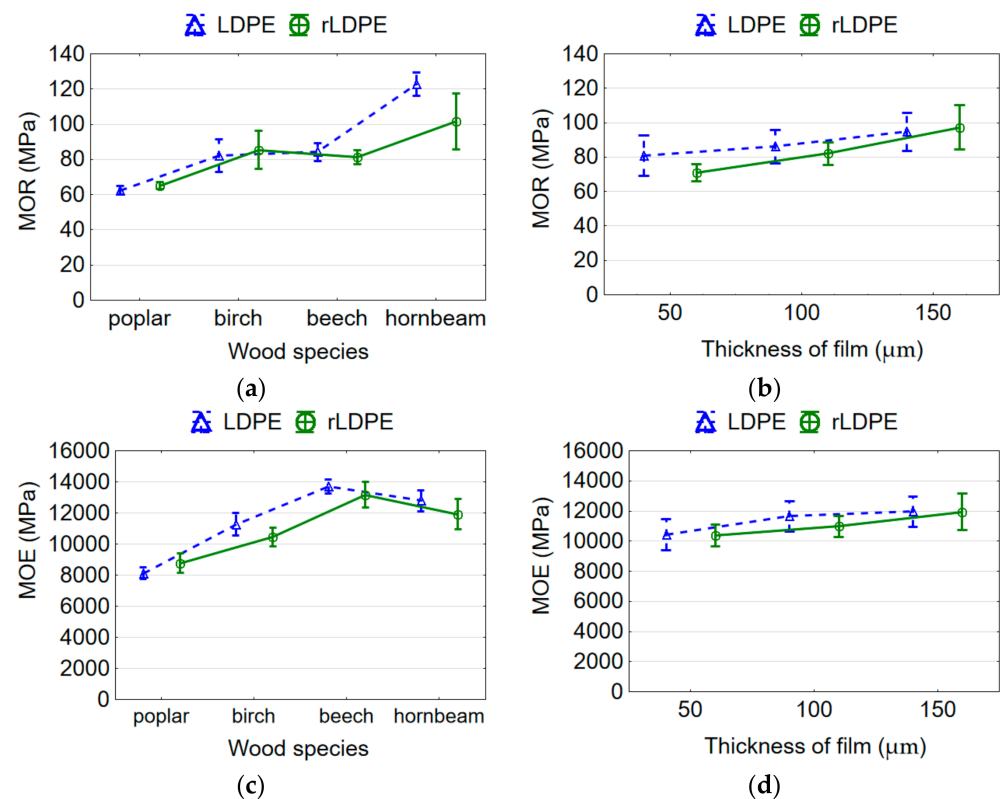 LDPE rLDPE
140
120
100
80
60
40
20
0
MOR (MPa)
poplar birch beech hornbeam
Wood species
(a)
LDPE rLDPE
140
120
100
80
60
40
20
0
MOR (MPa)
50 100 150
Thickness of film (μm)
(b)
LDPE rLDPE
16000
14000
12000
10000
8000
6000
4000
2000
0
MOE (MPa)
poplar birch beech hornbeam
Wood species
(c)
LDPE rLDPE
16000
14000
12000
10000
8000
6000
4000
2000
0
MOE (MPa)
50 100 150
Thickness of film (μm)
(d)